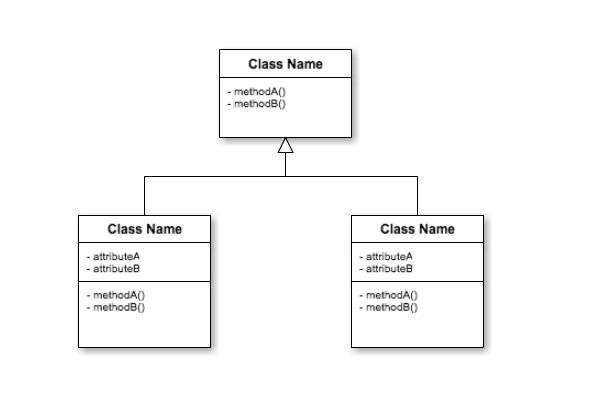 Class Name
- methodA()
- methodB()
Class Name
- attributeA
- attributeB
- methodA()
- methodB()
Class Name
- attributeA
- attributeB
- methodA()
- methodB()